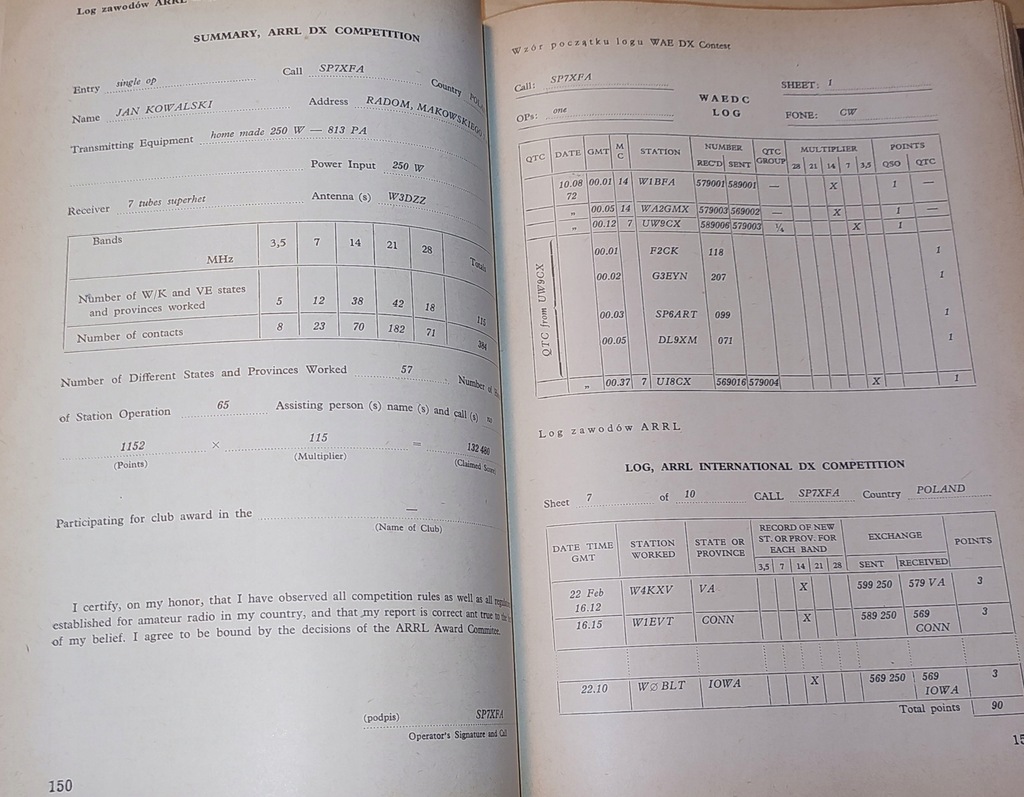 Log zawodów ARRL
SUMMARY, ARRL DX COMPETITION
Entry single op Call SP7XFA Country
Name JAN KOWALSKI Address RADOM, MAKOWSKIEGO
Transmitting Equipment home made 250 W — 813 PA
Power Input 250 W
Receiver 7 tubes superhet Antenna (s) W3DZZ
Bands MHz 3,5 7 14 21 28 Totals
Number of W/K and VE states
and provinces worked 5 12 38 42 18 115
Number of contacts 8 23 70 182 71 384
Number of Different States and Provinces Worked 57 Number of
of Station Operation 65 Assisting person (s) name (s) and call (s) no
1152 × 115 = 132 480
(Points) (Multiplier) (Claimed Score)
Participating for club award in the —
(Name of Club)
I certify, on my honor, that I have observed all competition rules as well as all
established for amateur radio in my country, and that my report is correct ant true to the
of my belief. I agree to be bound by the decisions of the ARRL Award Committee.
(podpis) SP7XFA
Operator's Signature and Call
150
Wzór początku logu WAE DX Contest
Call: SP7XFA SHEET: 1
WAEDC
LOG
OPs: one FONE: CW
QTC DATE GMT MC STATION NUMBER REC'D SENT QTC GROUP MULTIPLIER 28 21 14 7 3,5 POINTS QSO QTC
10.08 00.01 14 W1BFA 579001 589001 — X 1 —
72
„ 00.05 14 WA2GMX 579003 569002 — X 1 —
„ 00.12 7 UW9CX 589006 579003 ¼ X 1
QTC from UW9CX
00.01 F2CK 118 1
00.02 G3EYN 207 1
00.03 SP6ART 099 1
00.05 DL9XM 071 1
„ 00.37 7 UI8CX 569016 579004 X 1
Log zawodów ARRL
LOG, ARRL INTERNATIONAL DX COMPETITION
Sheet 7 of 10 CALL SP7XFA Country POLAND
DATE TIME GMT STATION WORKED STATE OR PROVINCE RECORD OF NEW ST. OR PROV. FOR EACH BAND 3,5 7 14 21 28 EXCHANGE SENT RECEIVED POINTS
22 Feb
16.12 W4KXV VA X 599 250 579 VA 3
16.15 W1EVT CONN X 589 250 569 CONN 3
22.10 WØBLT IOWA X 569 250 569 IOWA 3
Total points 90